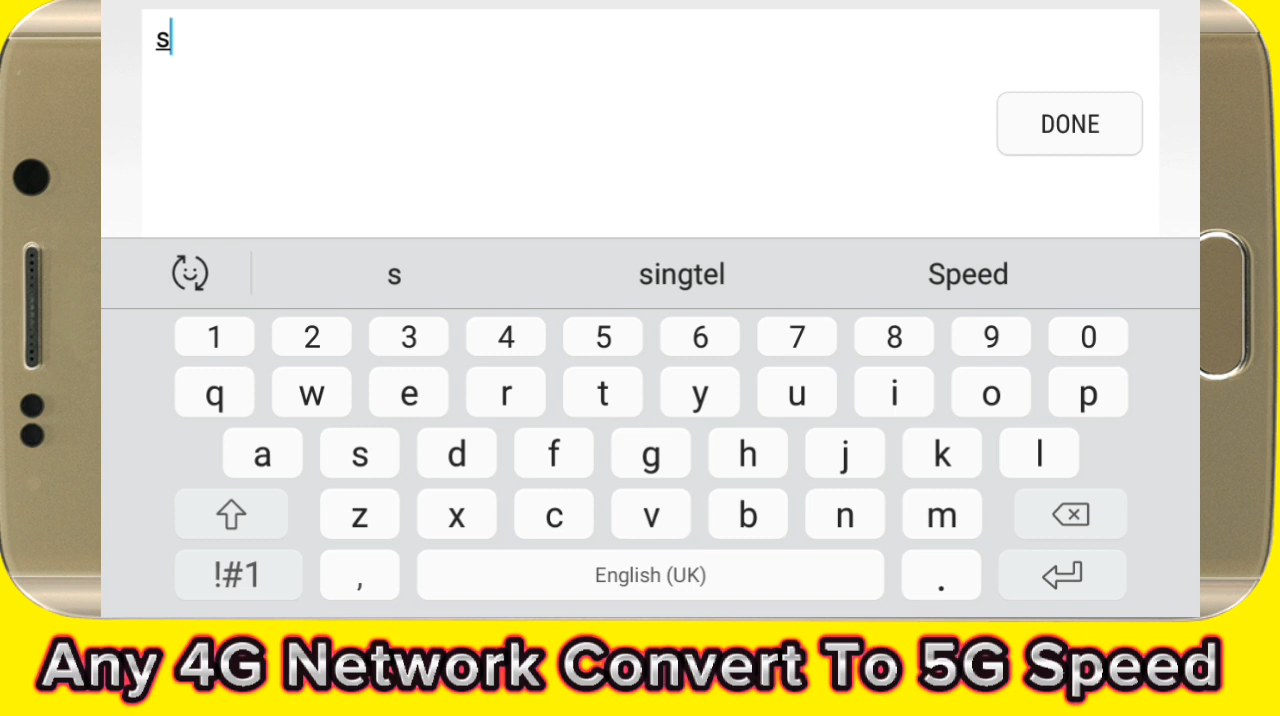 s
DONE
s singtel Speed
1 2 3 4 5 6 7 8 9 0
q w e r t y u i o p
a s d f g h j k l
z x c v b n m
!#1 , English (UK) .
Any 4G Network Convert To 5G Speed